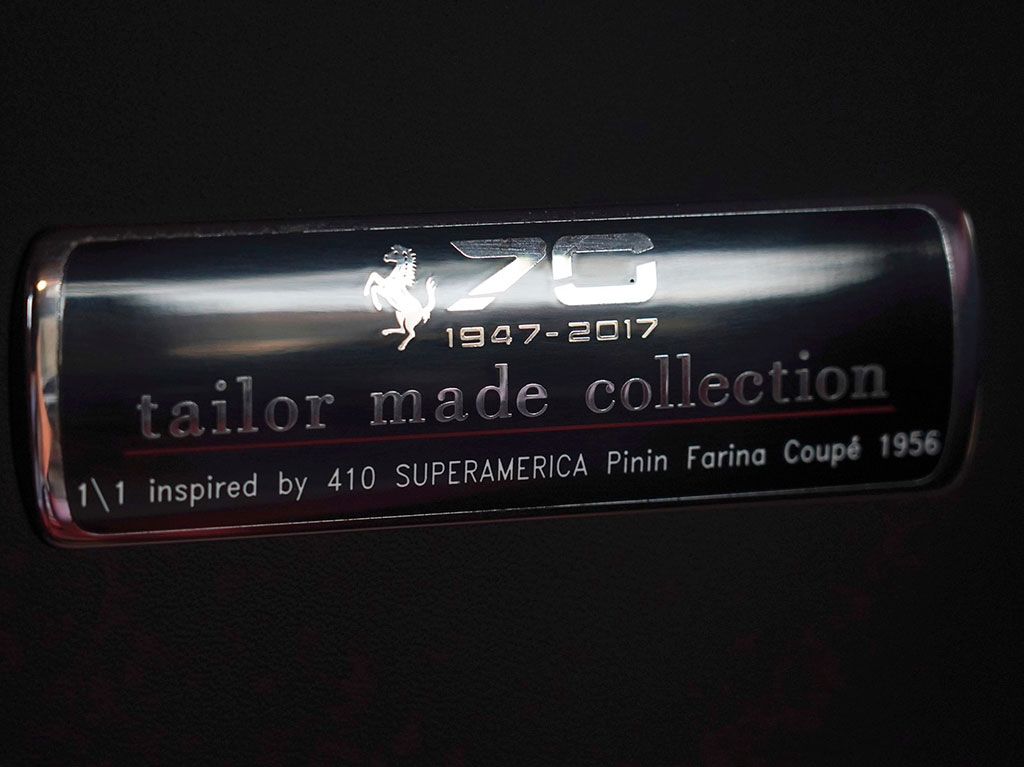 70
1947-2017
tailor made collection
1\1 inspired by 410 SUPERAMERICA Pinin Farina Coupé 1956